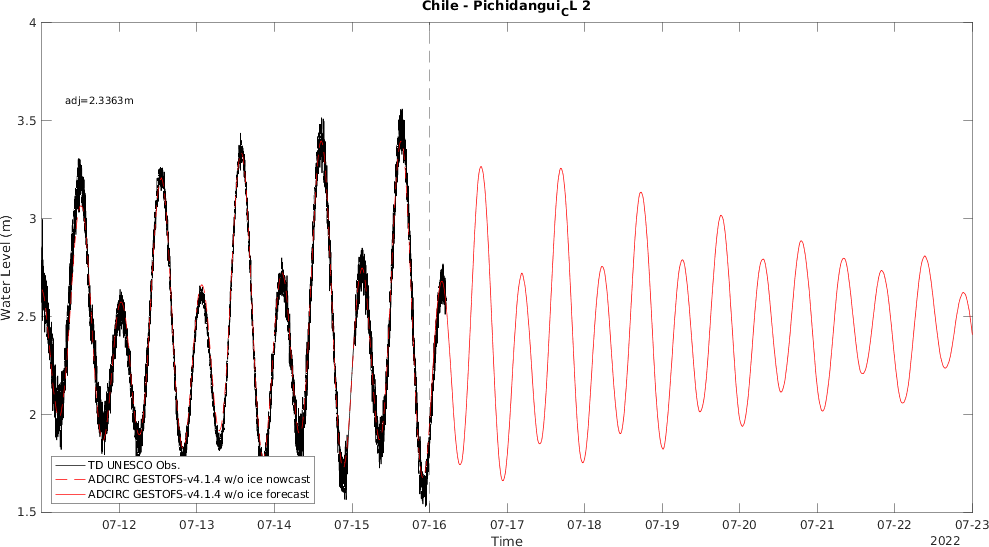 Chile - PichidanguiCL 2
4
adj=2.3363m
3.5
3
Water Level (m)
2.5
2
TD UNESCO Obs.
ADCIRC GESTOFS-v4.1.4 w/o ice nowcast
ADCIRC GESTOFS-v4.1.4 w/o ice forecast
1.5
07-12 07-13 07-14 07-15 07-16 07-17 07-18 07-19 07-20 07-21 07-22 07-23
Time
2022